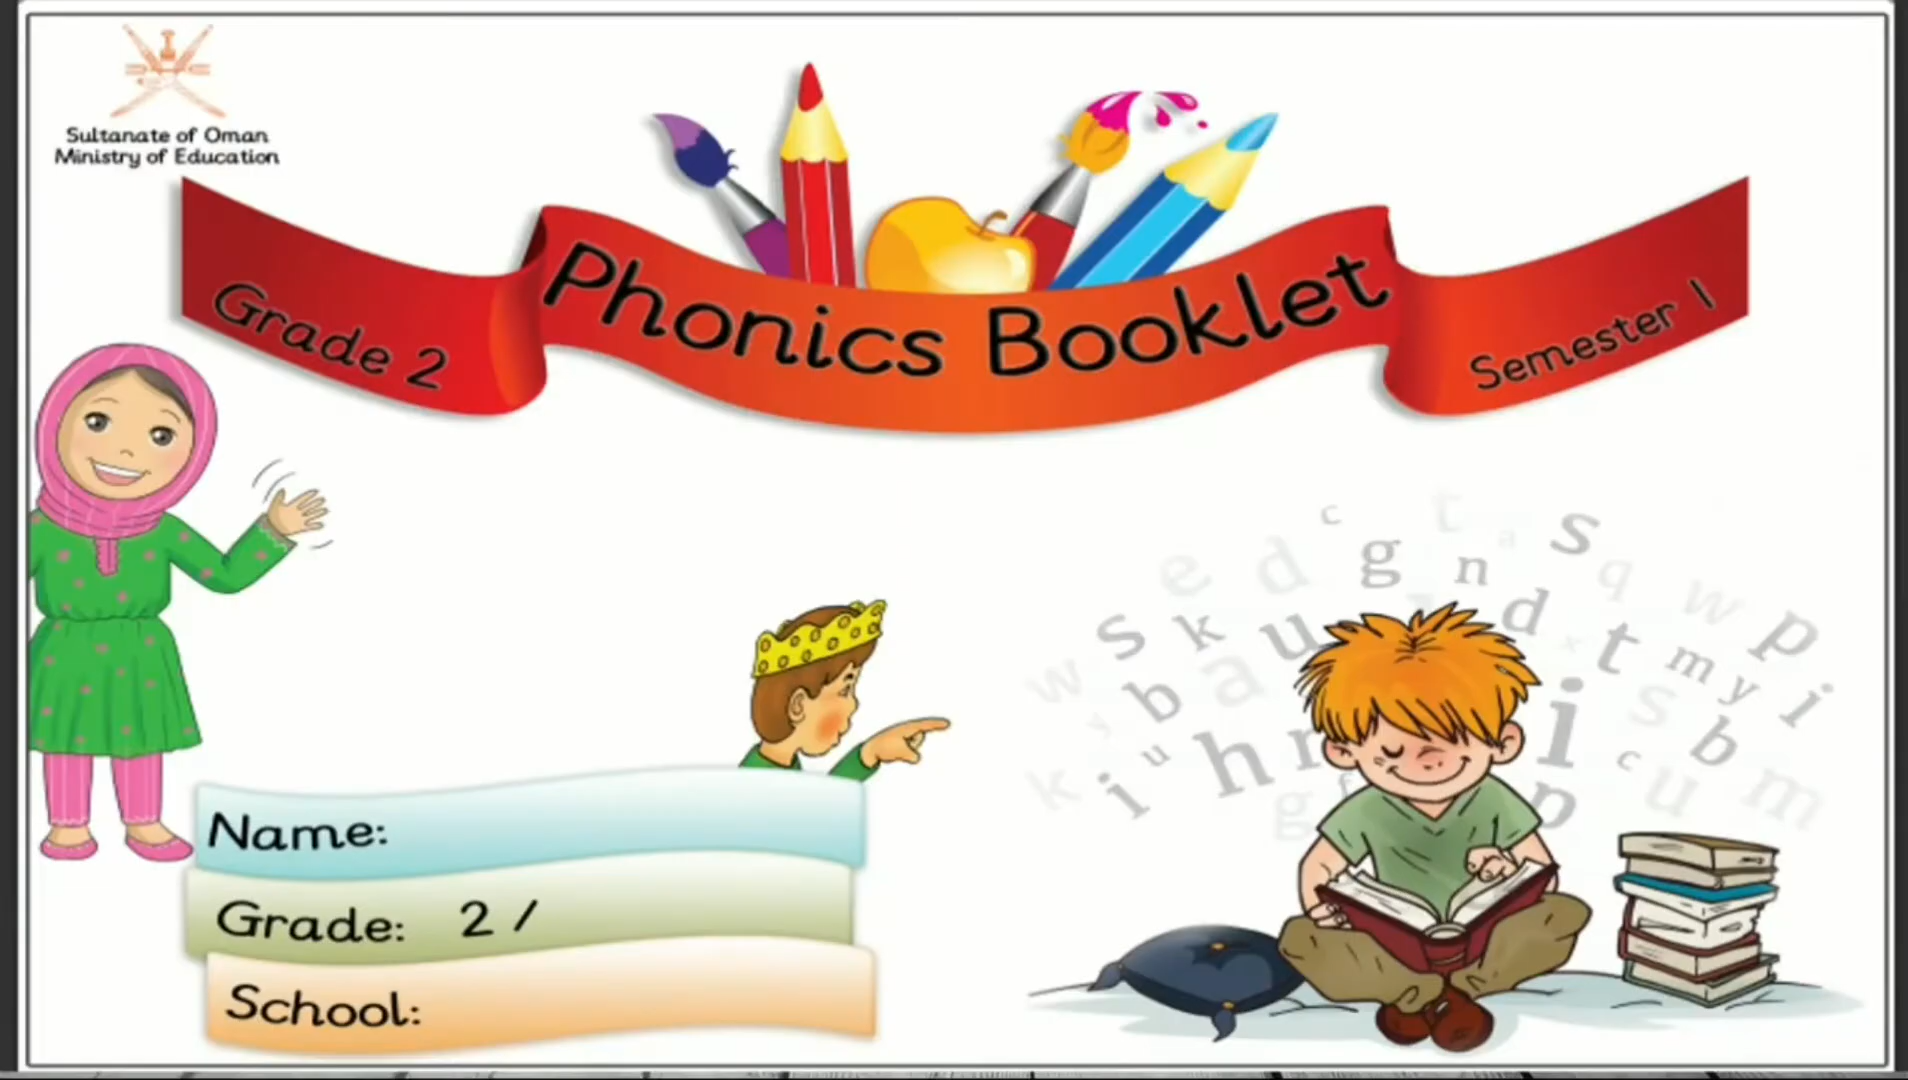 Sultanate of Oman
Ministry of Education
Grade 2
Phonics Booklet
Semester 1
Name:
Grade: 2 /
School:
c t a s
e d g n q w p
s k u d x t m y i
w b a i s b
y u h r c u m
k i g f p